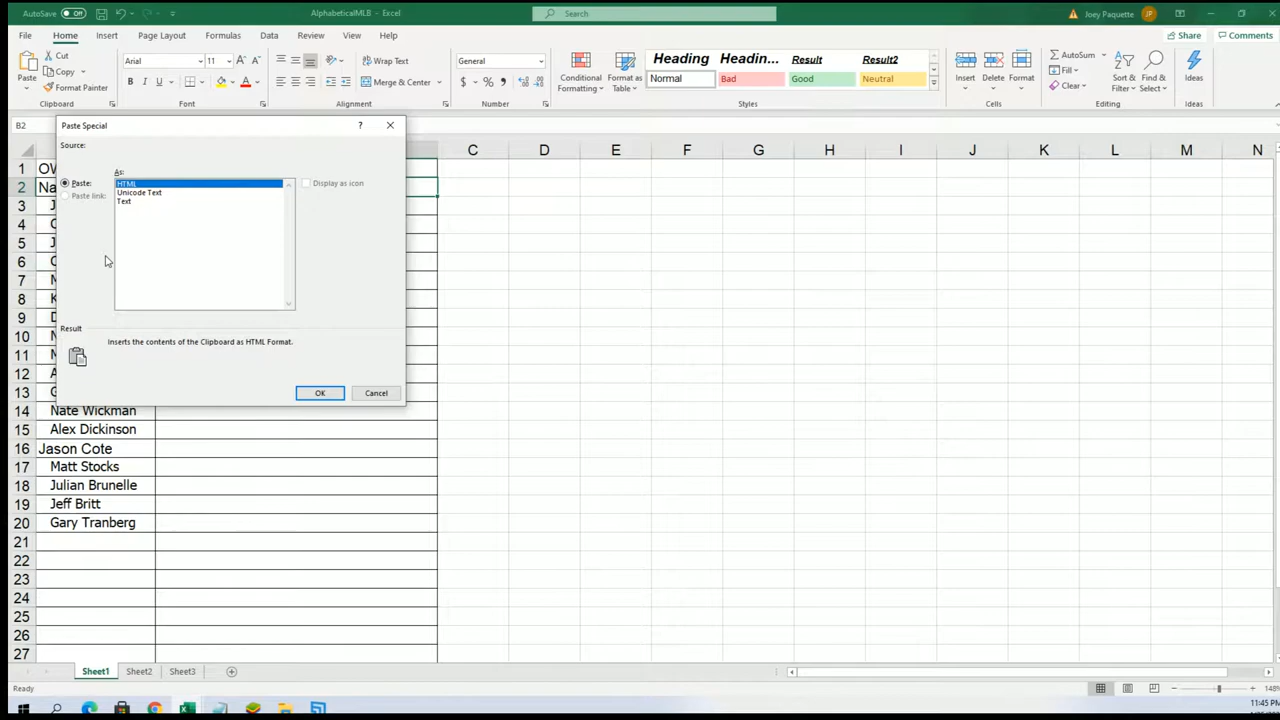 AutoSave Off AlphabeticalMLB - Excel Search Joey Paquette JP
File Home Insert Page Layout Formulas Data Review View Help Share Comments
Paste Cut Copy Format Painter Clipboard
Arial 11 A A B I U A Font
Wrap Text Merge & Center Alignment
General $ % Number
Conditional Formatting Format as Table
Heading Headin... Result Result2
Normal Bad Good Neutral
Styles
Insert Delete Format Cells
AutoSum Fill Clear Sort & Filter Find & Select Editing
Ideas Ideas
B2
Paste Special ? ×
Source:
As:
Paste: HTML Display as icon
Paste link: Unicode Text
Text
Result
Inserts the contents of the Clipboard as HTML Format.
OK Cancel
C D E F G H I J K L M N
1
2 Na
3 J
4
5 J
6
7
8 K
9
10
11
12
13
14 Nate Wickman
15 Alex Dickinson
16 Jason Cote
17 Matt Stocks
18 Julian Brunelle
19 Jeff Britt
20 Gary Tranberg
21
22
23
24
25
26
27
Sheet1 Sheet2 Sheet3
Ready
11:45 PM